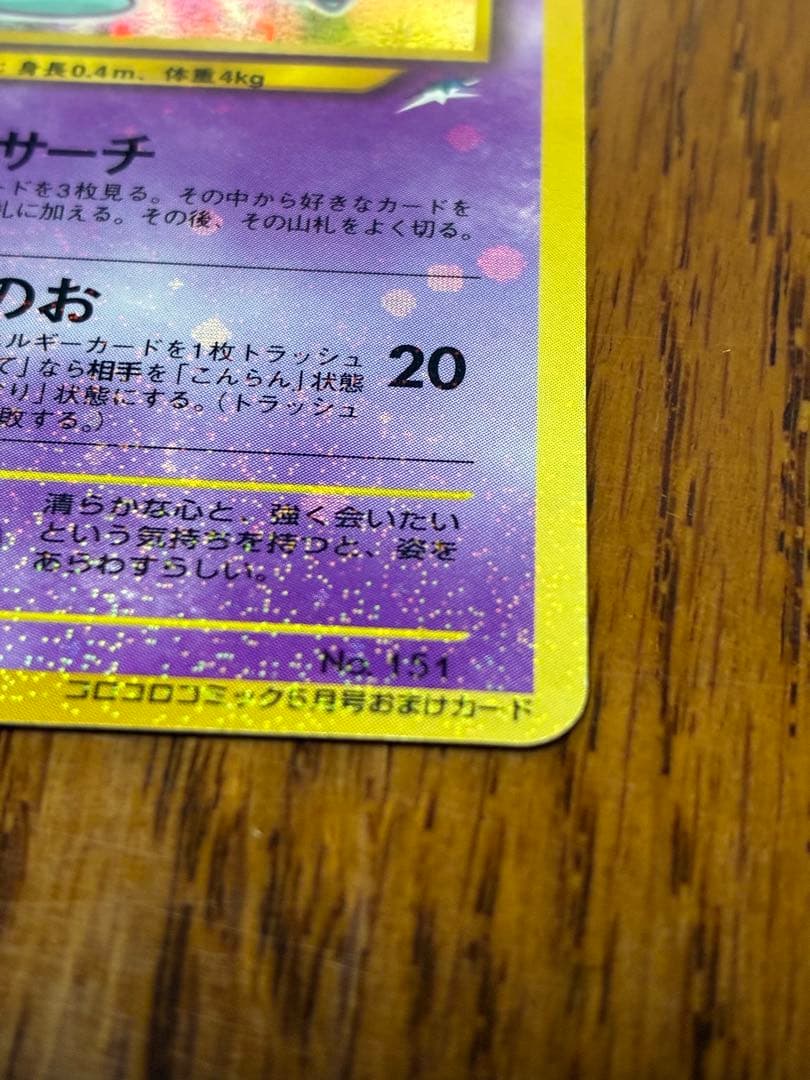 : 身長0.4m、体重4kg
サーチ
ードを3枚見る。その中から好きなカードを
札に加える。その後、その山札をよく切る。
のお
ルギーカードを1枚トラッシュ
て」なら相手を「こんらん」状態
り」状態にする。(トラッシュ
敗する。)
20
清らかな心と、強く会いたい
という気持ちを持つと、姿を
あらわすらしい。
No. 151
コロコロコミック5月号おまけカード